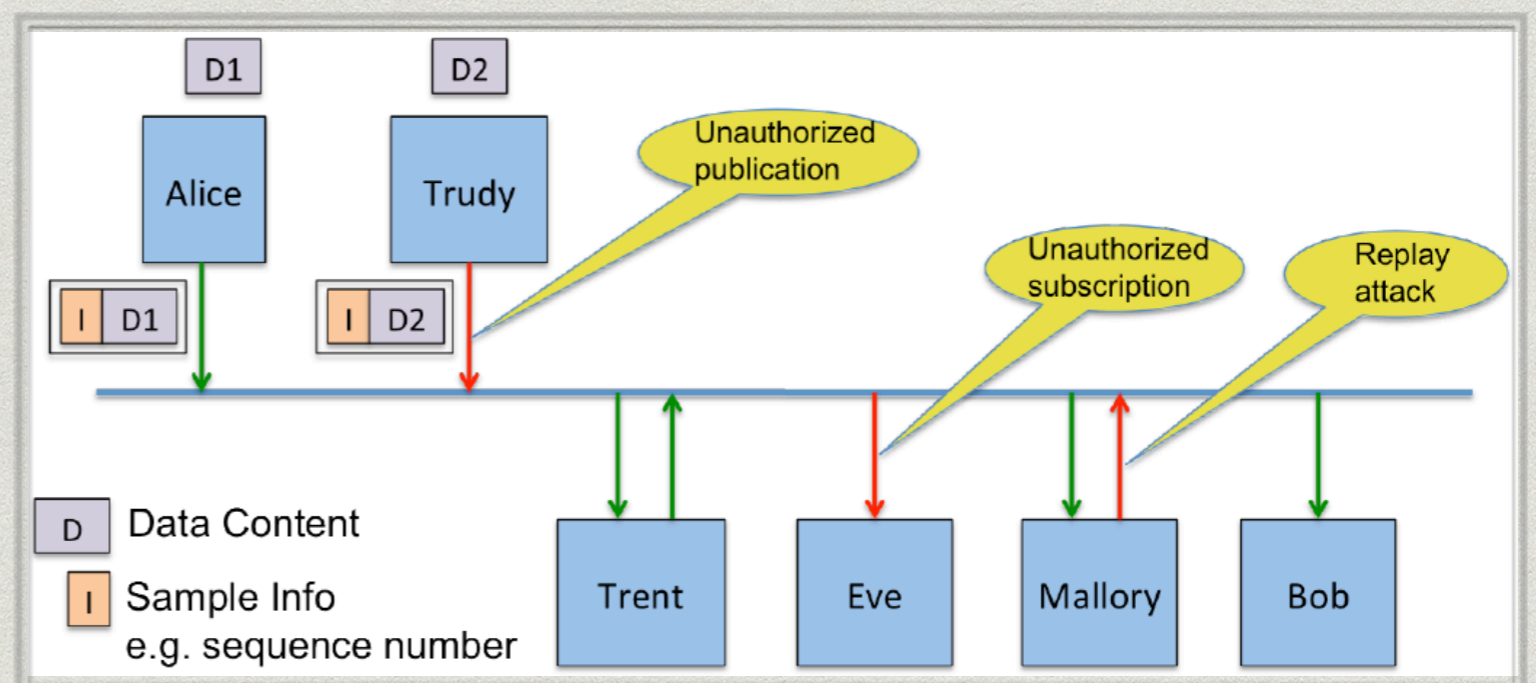 D1
D2
Alice
Trudy
Unauthorized
publication
Unauthorized
subscription
Replay
attack
I D1
I D2
D Data Content
I Sample Info
e.g. sequence number
Trent
Eve
Mallory
Bob